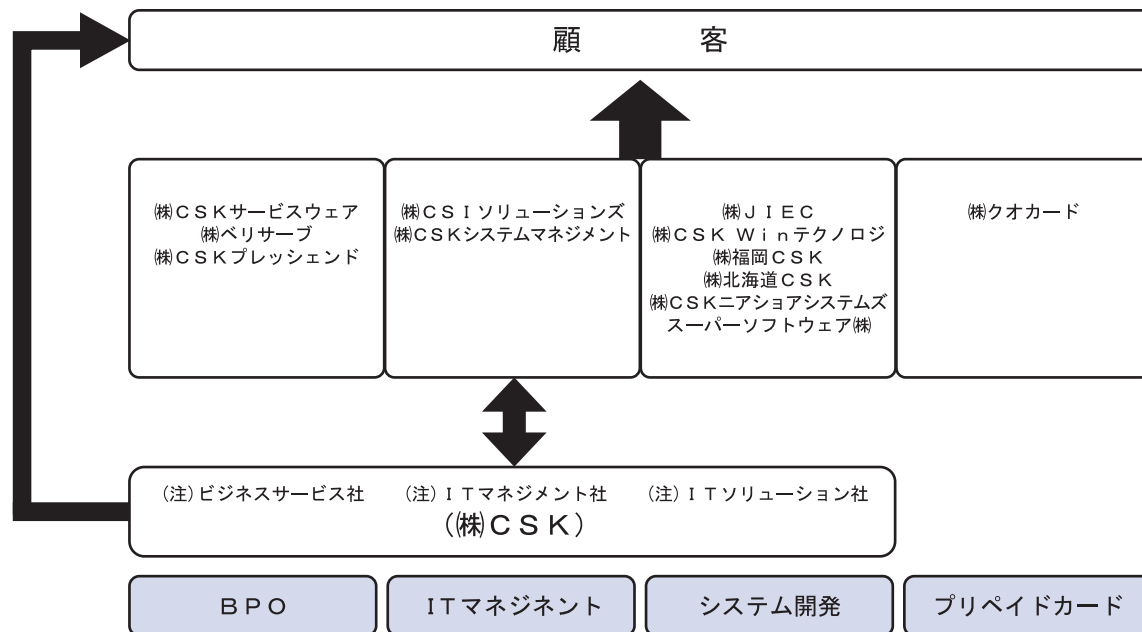 顧　客
㈱CSKサービスウェア
㈱ベリサーブ
㈱CSKプレッシェンド
㈱CSIソリューションズ
㈱CSKシステムマネジメント
㈱JIEC
㈱CSK Winテクノロジ
㈱福岡CSK
㈱北海道CSK
㈱CSKニアショアシステムズ
スーパーソフトウェア㈱
㈱クオカード
(注)ビジネスサービス社　(注)ITマネジメント社　(注)ITソリューション社
(㈱CSK)
BPO
ITマネジネント
システム開発
プリペイドカード